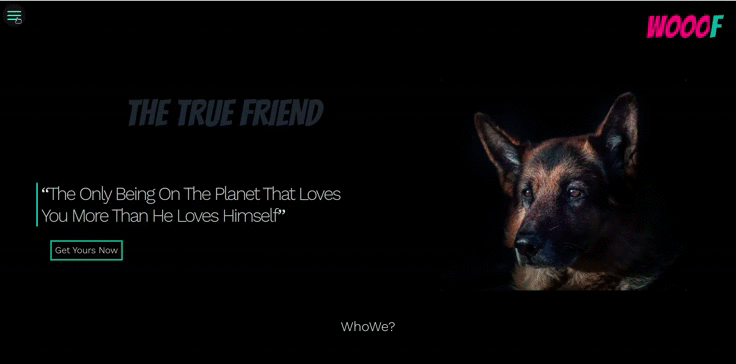 WOOOF
THE TRUE FRIEND
“The Only Being On The Planet That Loves
You More Than He Loves Himself”
Get Yours Now
WhoWe?